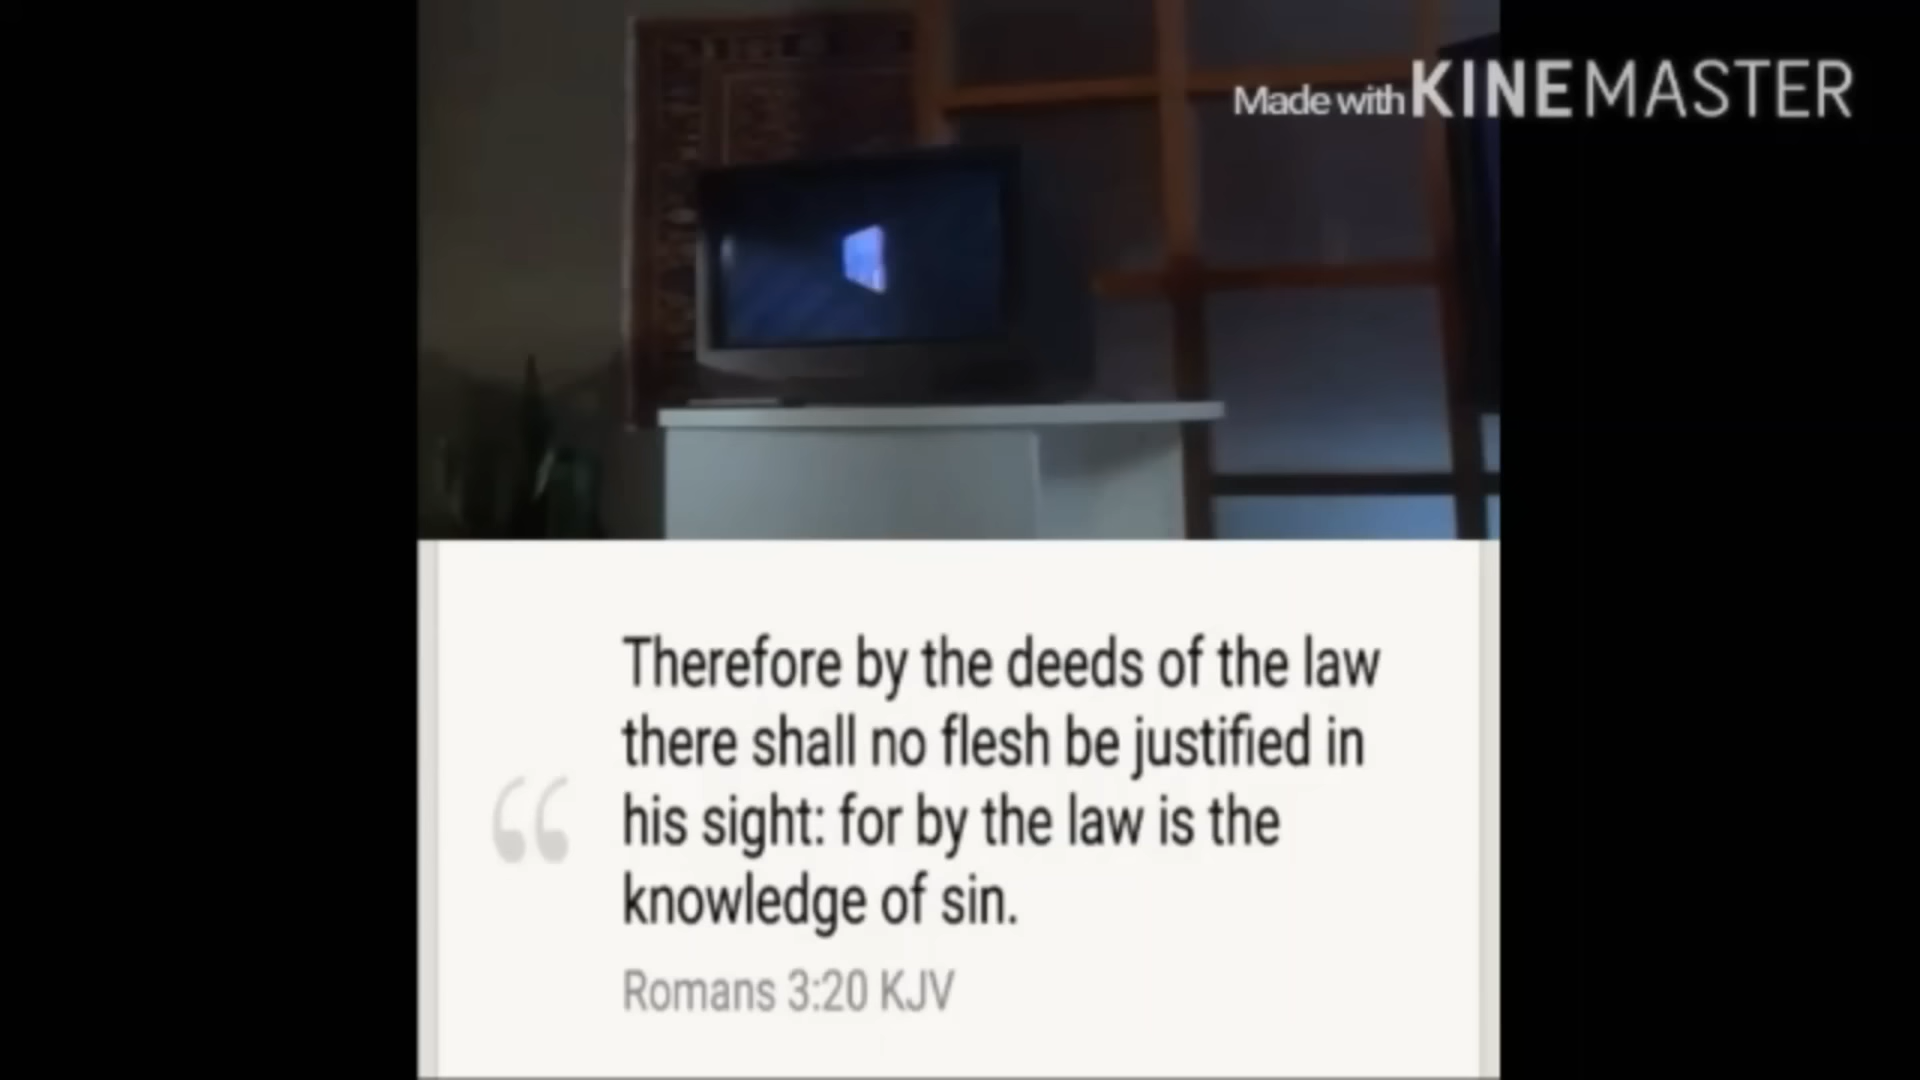 Made with KINEMASTER
Therefore by the deeds of the law
there shall no flesh be justified in
his sight: for by the law is the
knowledge of sin.
Romans 3:20 KJV